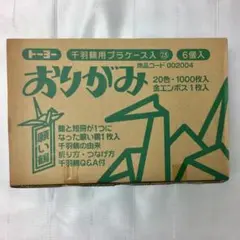 トーヨー 千羽鶴用プラケース入 6個入
商品コード 002004
おりがみ
20色・1000枚入
金エンボス1枚入
願い鶴
鶴と短冊が1つに
なった願い鶴1枚入
千羽鶴の由来
折り方・つなげ方
千羽鶴Q&A付